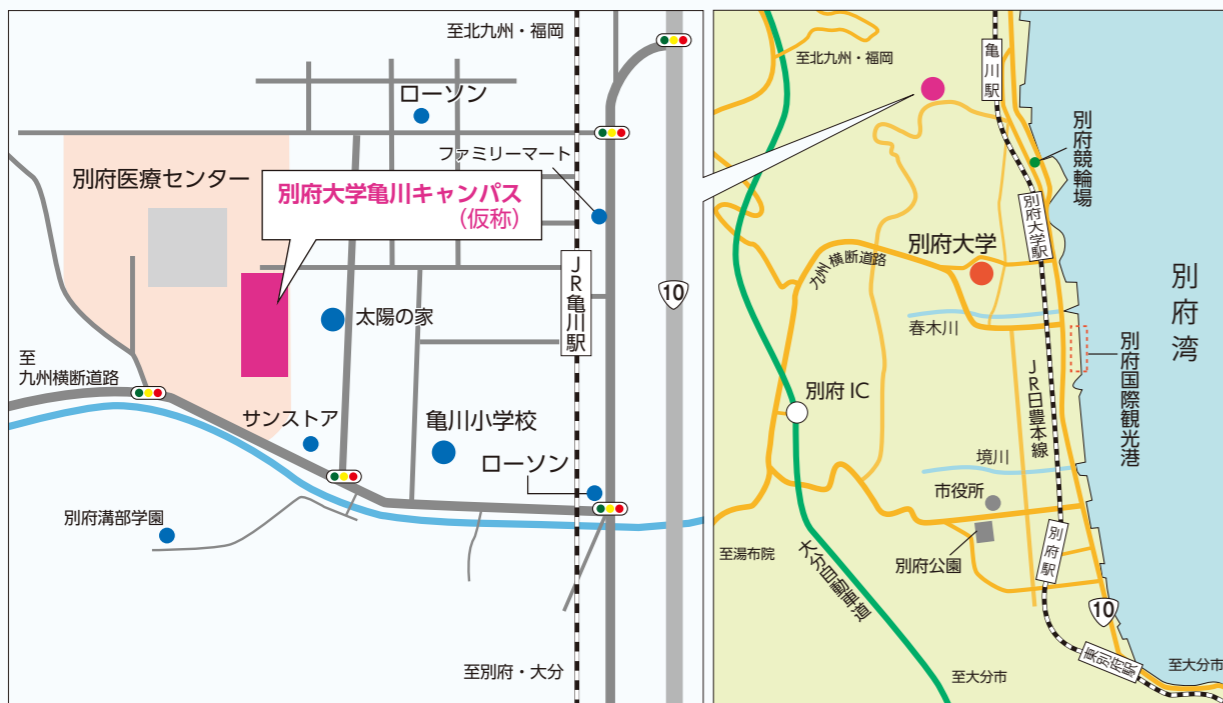 至北九州・福岡
ローソン
ファミリーマート
別府医療センター
別府大学亀川キャンパス
(仮称)
JR亀川駅
10
太陽の家
至
九州横断道路
サンストア
亀川小学校
ローソン
別府溝部学園
至別府・大分
至北九州・福岡
亀川駅
別府競輪場
別府大学駅
別府大学
九州横断道路
春木川
別府湾
別府国際観光港
JR日豊本線
別府IC
境川
市役所
別府公園
別府駅
至湯布院
大分自動車道
10
東別府駅
至大分市
至大分市